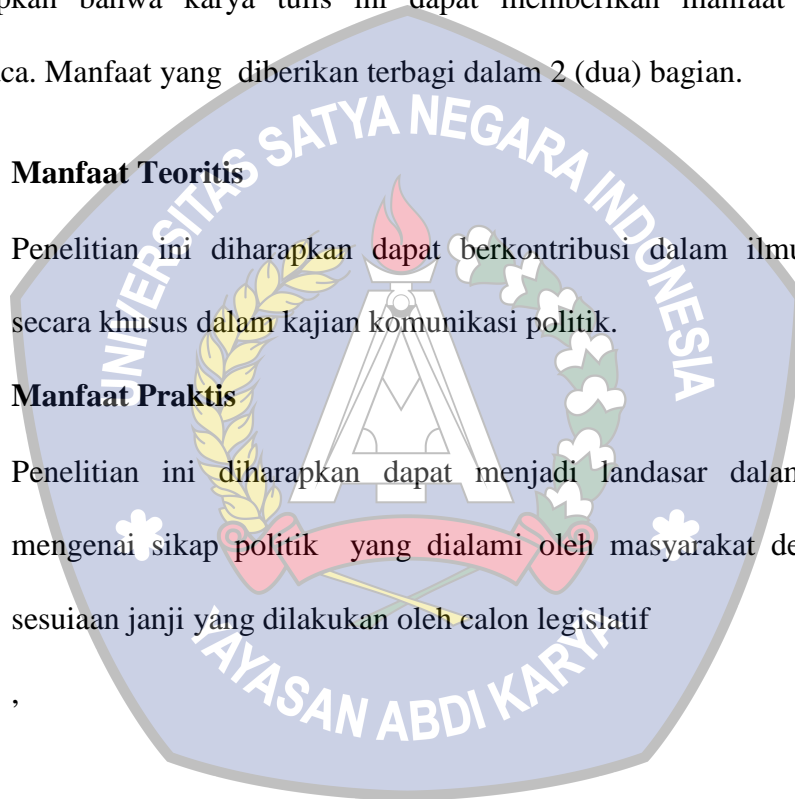 pkan bahwa karya tulis ini dapat memberikan manfaat
ca. Manfaat yang diberikan terbagi dalam 2 (dua) bagian.
UNIVERSITAS SATYA NEGARA INDONESIA
Manfaat Teoritis
Penelitian ini diharapkan dapat berkontribusi dalam ilmu
secara khusus dalam kajian komunikasi politik.
Manfaat Praktis
Penelitian ini diharapkan dapat menjadi landasar dalam
mengenai sikap politik yang dialami oleh masyarakat de
sesuiaan janji yang dilakukan oleh calon legislatif
,
YAYASAN ABDI KARYA